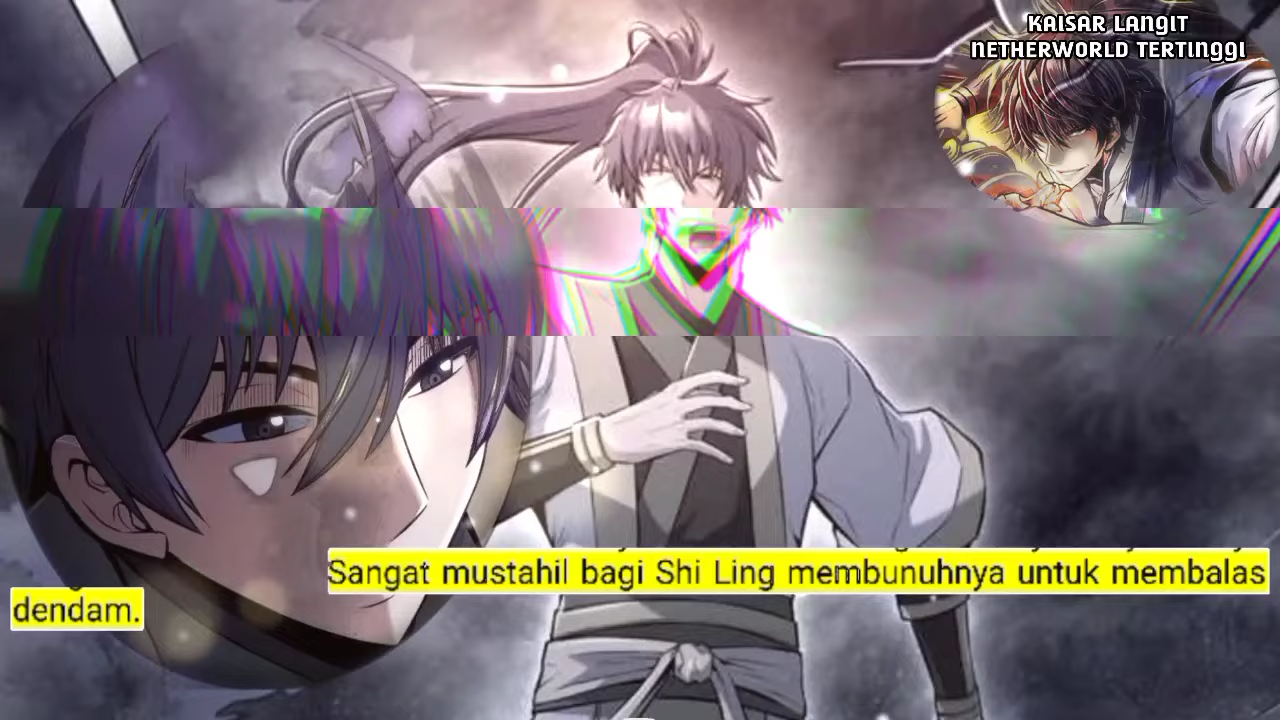 KAISAR LANGIT
NETHERWORLD TERTINGGI
Sangat mustahil bagi Shi Ling membunuhnya untuk membalas
dendam.